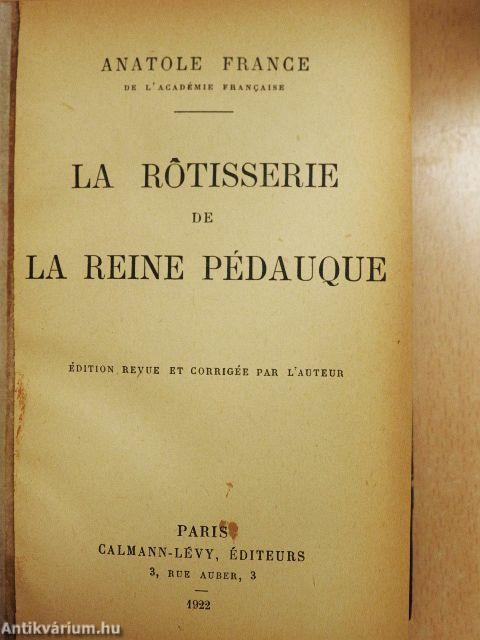 ANATOLE FRANCE
DE L'ACADÉMIE FRANÇAISE
LA RÔTISSERIE
DE
LA REINE PÉDAUQUE
ÉDITION REVUE ET CORRIGÉE PAR L'AUTEUR
PARIS
CALMANN-LÉVY, ÉDITEURS
3, RUE AUBER, 3
1922
Antikvárium.hu